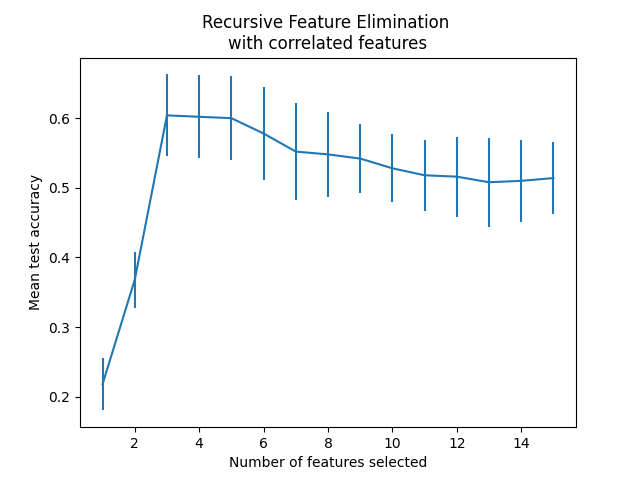 Recursive Feature Elimination
with correlated features
Mean test accuracy
0.6
0.5
0.4
0.3
0.2
2 4 6 8 10 12 14
Number of features selected